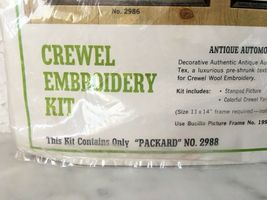 No. 2986
CREWEL
EMBROIDERY
KIT
This Kit Contains Only "PACKARD" NO. 2988
ANTIQUE AUTOMO
Decorative Authentic Antique Au
Tex, a luxurious pre-shrunk text
for Crewel Wool Embroidery.
Kit includes: • Stamped Picture
• Colorful Crewel Yar
(Size 11 x 14" frame required—not
Use Bucilla Picture Frame No. 199